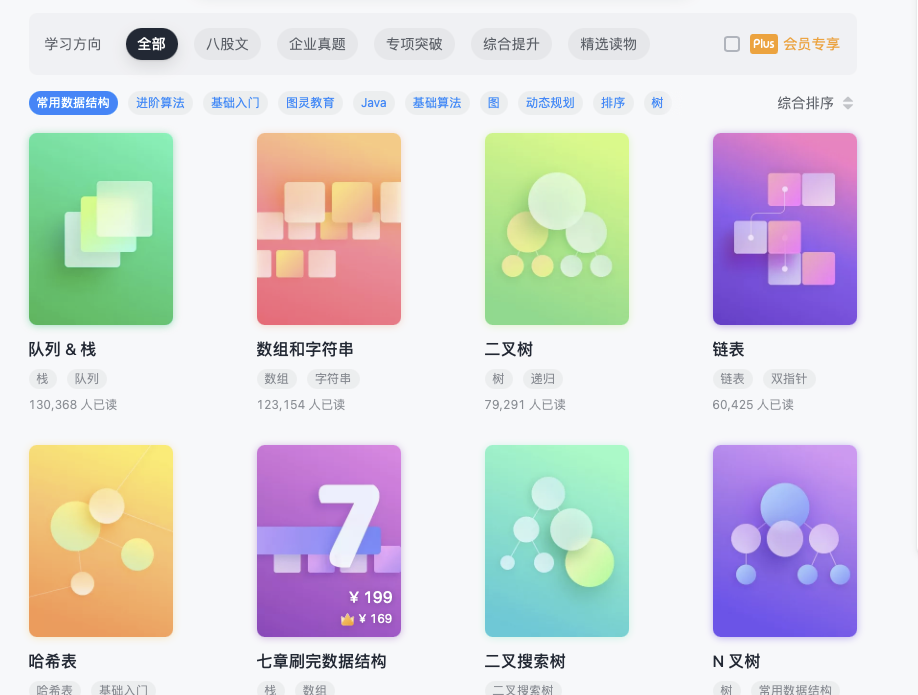 学习方向 全部 八股文 企业真题 专项突破 综合提升 精选读物 Plus 会员专享
常用数据结构 进阶算法 基础入门 图灵教育 Java 基础算法 图 动态规划 排序 树 综合排序
队列 & 栈 数组和字符串 二叉树 链表
栈 队列 数组 字符串 树 递归 链表 双指针
130,368 人已读 123,154 人已读 79,291 人已读 60,425 人已读
7
¥ 199
¥ 169
哈希表 七章刷完数据结构 二叉搜索树 N 叉树
哈希表 基础入门 栈 数组 二叉搜索树 树 常用数据结构